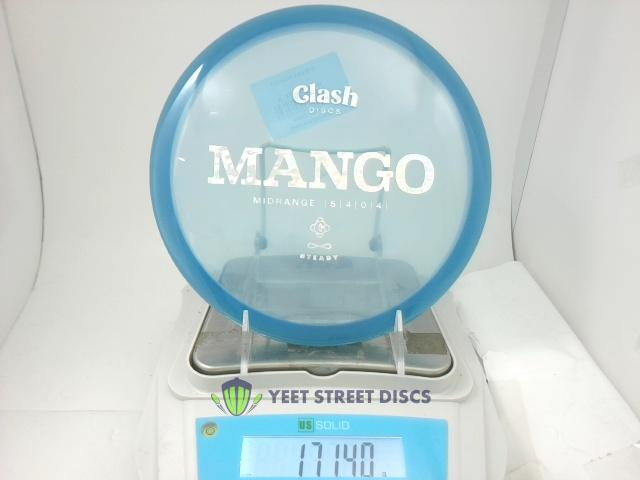 Clash
DISCS
MANGO
MIDRANGE |5|4|0|4|
STEADY
YEET STREET DISCS
US SOLID
171.40 g